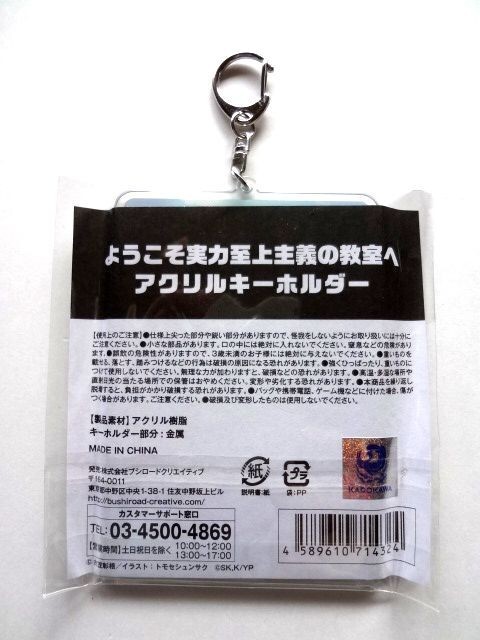 ようこそ実力至上主義の教室へ
アクリルキーホルダー
【使用上のご注意】●仕様上尖った部分や鋭い部分がありますので、怪我をしないようにお取り扱いには十分に
ご注意ください。●小さな部品があります。口の中には絶対に入れないでください。窒息などの危険があり
ます。●誤飲の危険性がありますので、3歳未満のお子様には絶対に与えないでください。●重いものを
載せる、落とす、踏みつけるなどの行為は破損の原因になる恐れがあります。●強くひっぱったり、重いものに
つけて使用しないでください。無理な力が加わりますと、破損などの恐れがあります。●高温・多湿な場所や
直射日光の当たる場所での保管はおやめください。変形や劣化する恐れがあります。●本商品を繰り返し
脱着すると、負担がかかり破損する恐れがあります。●バッグや携帯電話、ゲーム機などに付けた場合、傷が
つく場合があります。ご注意ください。●破損及び変形したものは使用しないでください。
【製品素材】アクリル樹脂
キーホルダー部分:金属
MADE IN CHINA
発売:株式会社ブシロードクリエイティブ
〒164-0011
東京都中野区中央1-38-1 住友中野坂上ビル
http://bushiroad-creative.com/
紙
説明書:紙
プラ
袋:PP
KADOKAWA
カスタマーサポート窓口
TEL: 03-4500-4869
【営業時間】土日祝日を除く 10:00~12:00
13:00~17:00
彰梧/イラスト:トモセシュンサク ©SK,K/YP
4 589610 714324